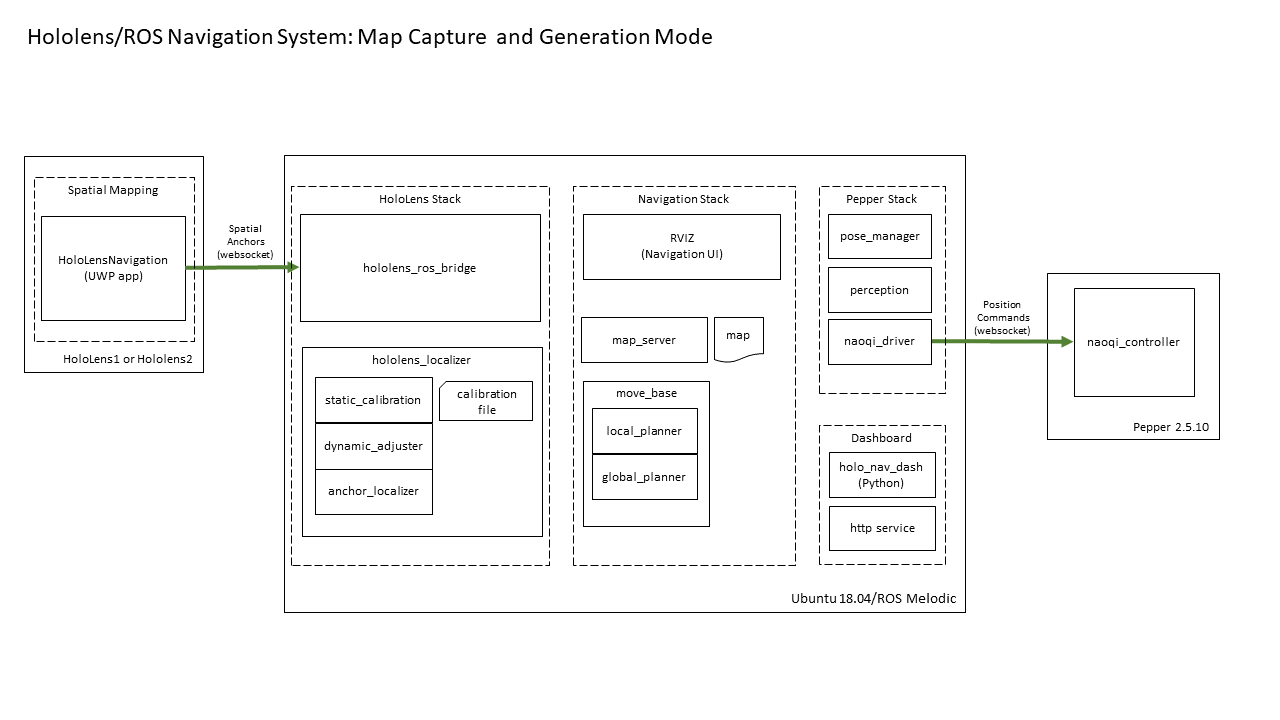 Hololens/ROS Navigation System: Map Capture and Generation Mode
Spatial Mapping
HoloLensNavigation
(UWP app)
HoloLens1 or Hololens2
Spatial
Anchors
(websocket)
HoloLens Stack
hololens_ros_bridge
hololens_localizer
static_calibration
calibration
file
dynamic_adjuster
anchor_localizer
Navigation Stack
RVIZ
(Navigation UI)
map_server
map
move_base
local_planner
global_planner
Pepper Stack
pose_manager
perception
naoqi_driver
Dashboard
holo_nav_dash
(Python)
http service
Ubuntu 18.04/ROS Melodic
Position
Commands
(websocket)
naoqi_controller
Pepper 2.5.10